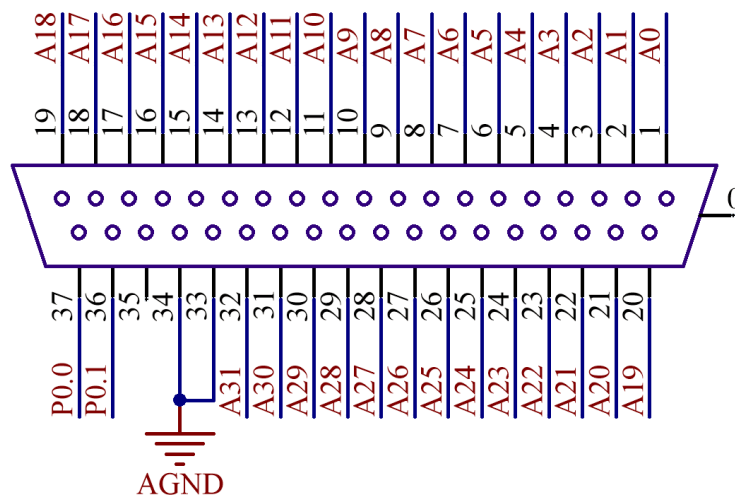 A18 A17 A16 A15 A14 A13 A12 A11 A10 A9 A8 A7 A6 A5 A4 A3 A2 A1 A0
19 18 17 16 15 14 13 12 11 10 9 8 7 6 5 4 3 2 1
37 36 35 34 33 32 31 30 29 28 27 26 25 24 23 22 21 20
P0.0 P0.1 A31 A30 A29 A28 A27 A26 A25 A24 A23 A22 A21 A20 A19
AGND